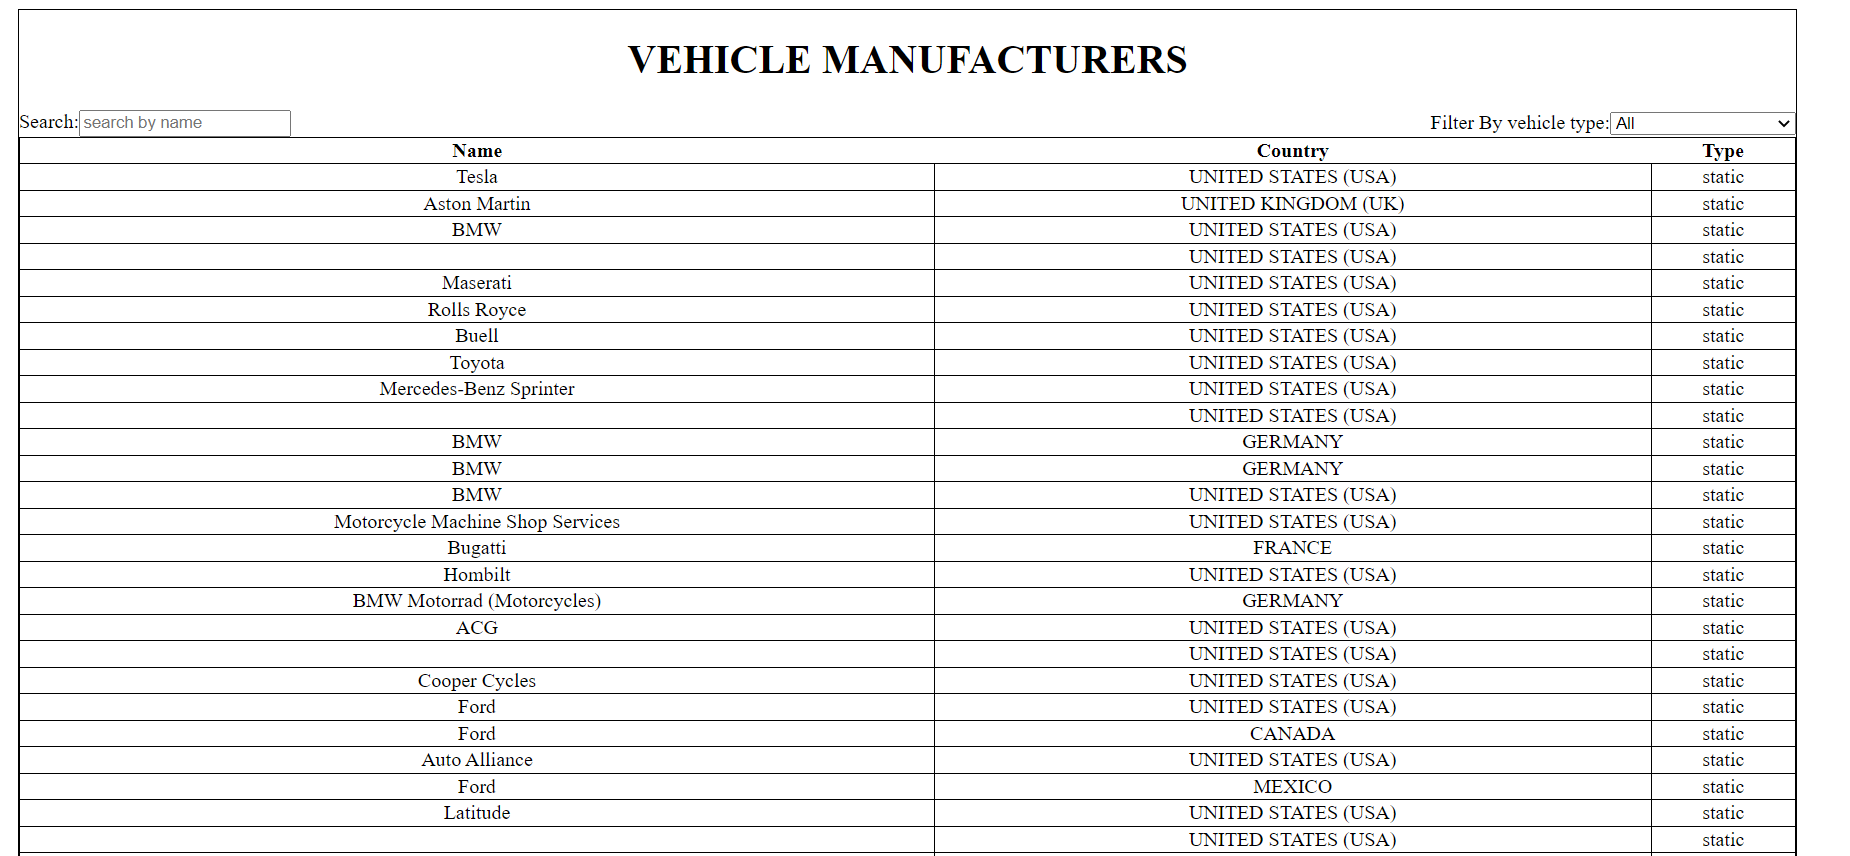 VEHICLE MANUFACTURERS
Search: search by name Filter By vehicle type: All
Name Country Type
Tesla UNITED STATES (USA) static
Aston Martin UNITED KINGDOM (UK) static
BMW UNITED STATES (USA) static
UNITED STATES (USA) static
Maserati UNITED STATES (USA) static
Rolls Royce UNITED STATES (USA) static
Buell UNITED STATES (USA) static
Toyota UNITED STATES (USA) static
Mercedes-Benz Sprinter UNITED STATES (USA) static
UNITED STATES (USA) static
BMW GERMANY static
BMW GERMANY static
BMW UNITED STATES (USA) static
Motorcycle Machine Shop Services UNITED STATES (USA) static
Bugatti FRANCE static
Hombilt UNITED STATES (USA) static
BMW Motorrad (Motorcycles) GERMANY static
ACG UNITED STATES (USA) static
UNITED STATES (USA) static
Cooper Cycles UNITED STATES (USA) static
Ford UNITED STATES (USA) static
Ford CANADA static
Auto Alliance UNITED STATES (USA) static
Ford MEXICO static
Latitude UNITED STATES (USA) static
UNITED STATES (USA) static